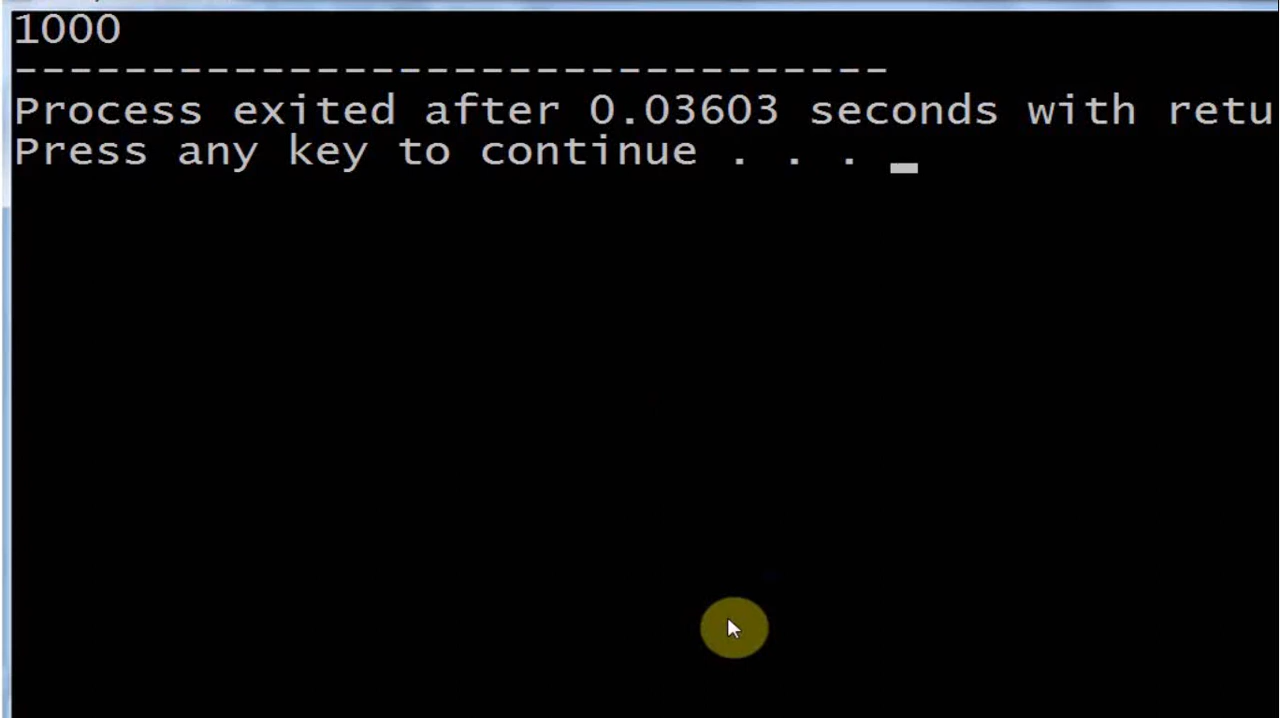 1000
--------------------------------
Process exited after 0.03603 seconds with retu
Press any key to continue . . . _